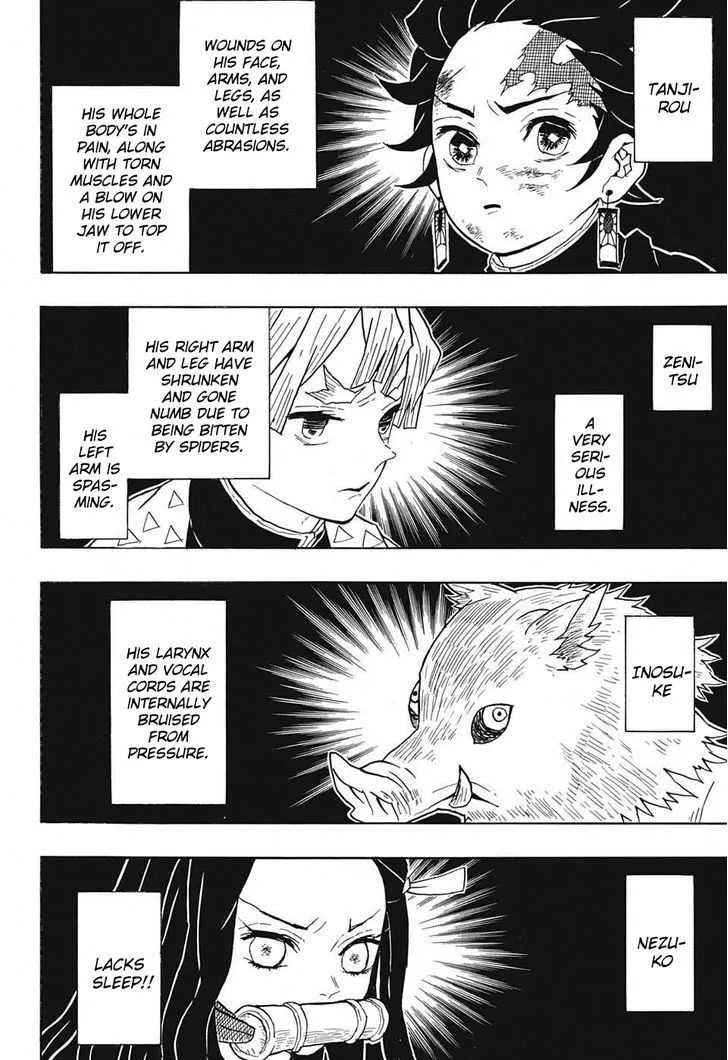 TANJI-
ROU
WOUNDS ON
HIS FACE,
ARMS, AND
LEGS, AS
WELL AS
COUNTLESS
ABRASIONS.
HIS WHOLE
BODY'S IN
PAIN, ALONG
WITH TORN
MUSCLES AND
A BLOW ON
HIS LOWER
JAW TO TOP
IT OFF.
ZENI-
TSU
A
VERY
SERI-
OUS
ILL-
NESS.
HIS RIGHT ARM
AND LEG HAVE
SHRUNKEN
AND GONE
NUMB DUE TO
BEING BITTEN
BY SPIDERS.
HIS
LEFT
ARM IS
SPAS-
MING.
INOSU-
KE
HIS LARYNX
AND VOCAL
CORDS ARE
INTERNALLY
BRUISED
FROM
PRESSURE.
NEZU-
KO
LACKS
SLEEP!!